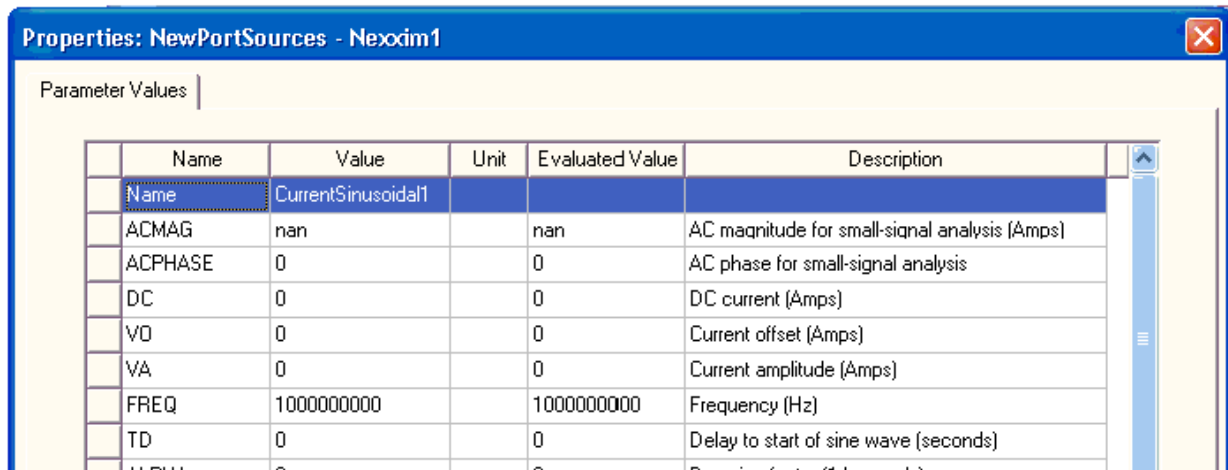 Properties: NewPortSources - Nexxim1
Parameter Values
Name Value Unit Evaluated Value Description
Name CurrentSinusoidal1
ACMAG nan nan AC magnitude for small-signal analysis (Amps)
ACPHASE 0 0 AC phase for small-signal analysis
DC 0 0 DC current (Amps)
VO 0 0 Current offset (Amps)
VA 0 0 Current amplitude (Amps)
FREQ 1000000000 1000000000 Frequency (Hz)
TD 0 0 Delay to start of sine wave (seconds)